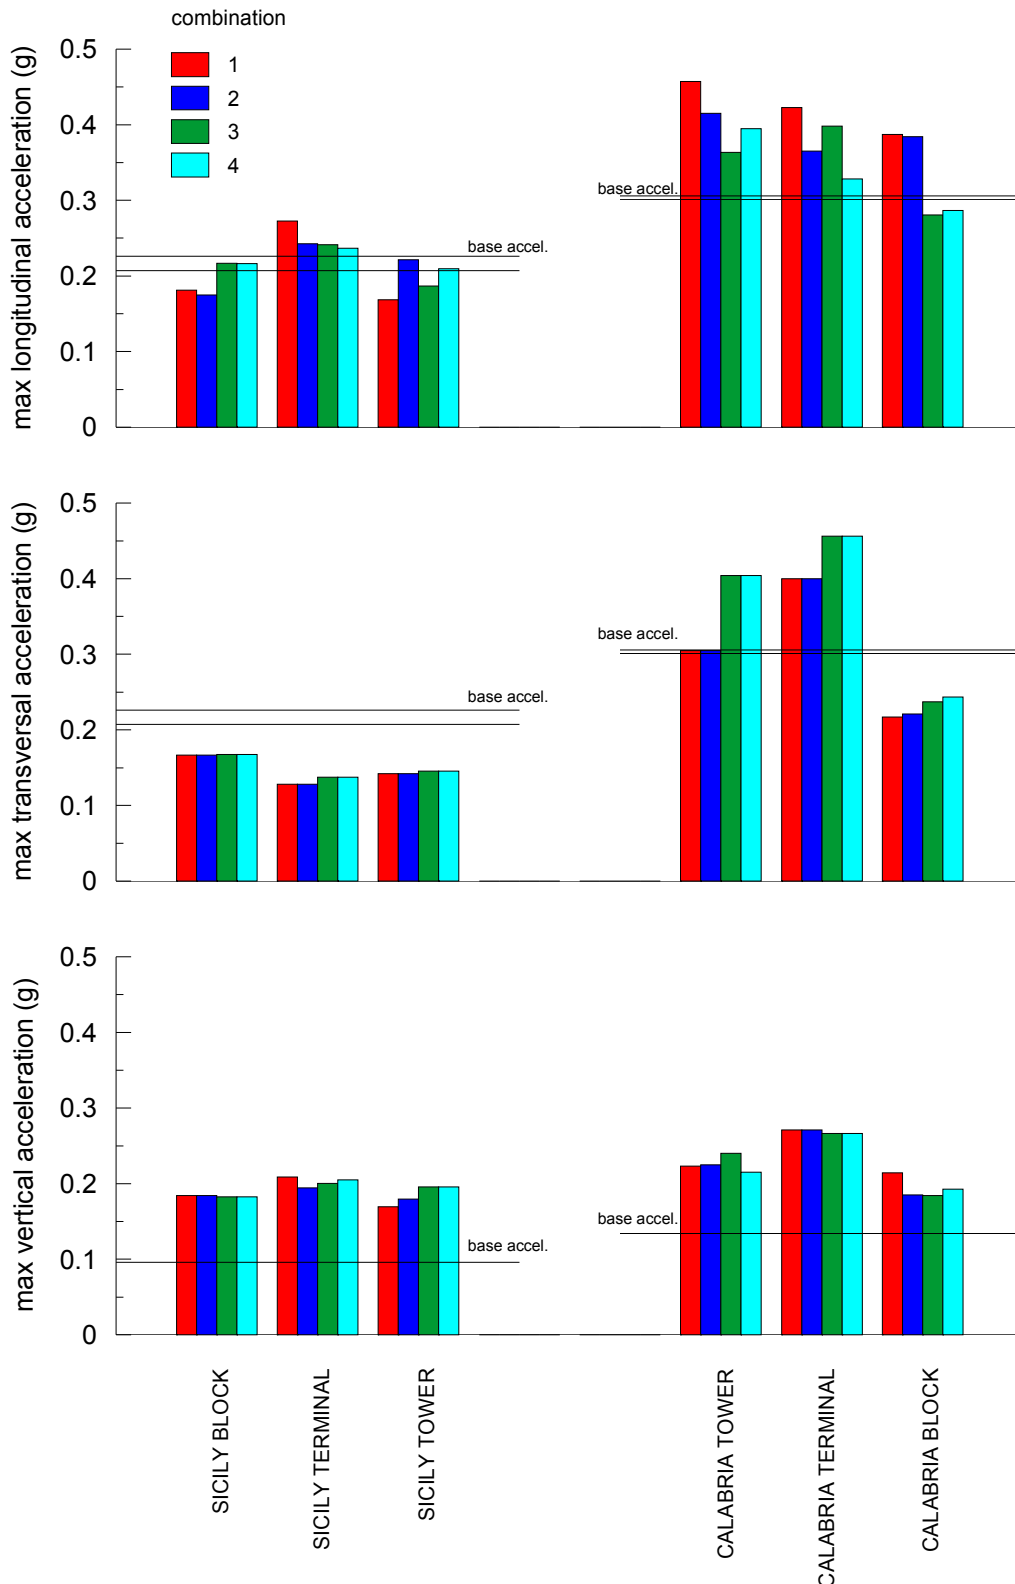 combination
1
2
3
4
max longitudinal acceleration (g)
0.5
0.4
0.3
0.2
0.1
0
base accel.
base accel.
max transversal acceleration (g)
0.5
0.4
0.3
0.2
0.1
0
base accel.
base accel.
max vertical acceleration (g)
0.5
0.4
0.3
0.2
0.1
0
base accel.
base accel.
SICILY BLOCK
SICILY TERMINAL
SICILY TOWER
CALABRIA TOWER
CALABRIA TERMINAL
CALABRIA BLOCK